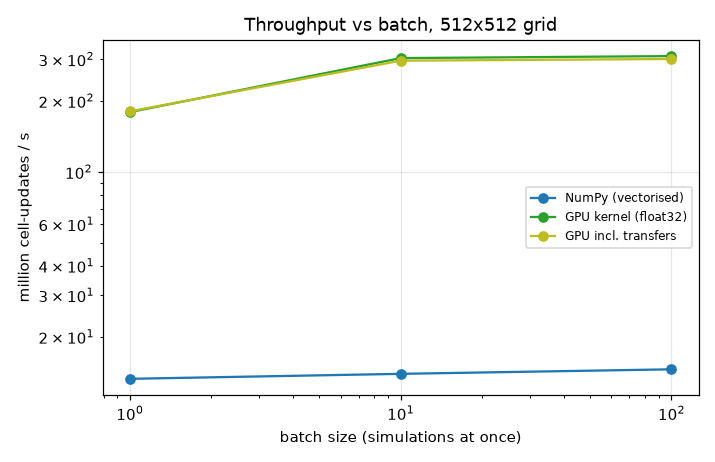 Throughput vs batch, 512x512 grid
million cell-updates / s
3 × 10²
2 × 10²
10²
6 × 10¹
4 × 10¹
3 × 10¹
2 × 10¹
NumPy (vectorised)
GPU kernel (float32)
GPU incl. transfers
10⁰ 10¹ 10²
batch size (simulations at once)